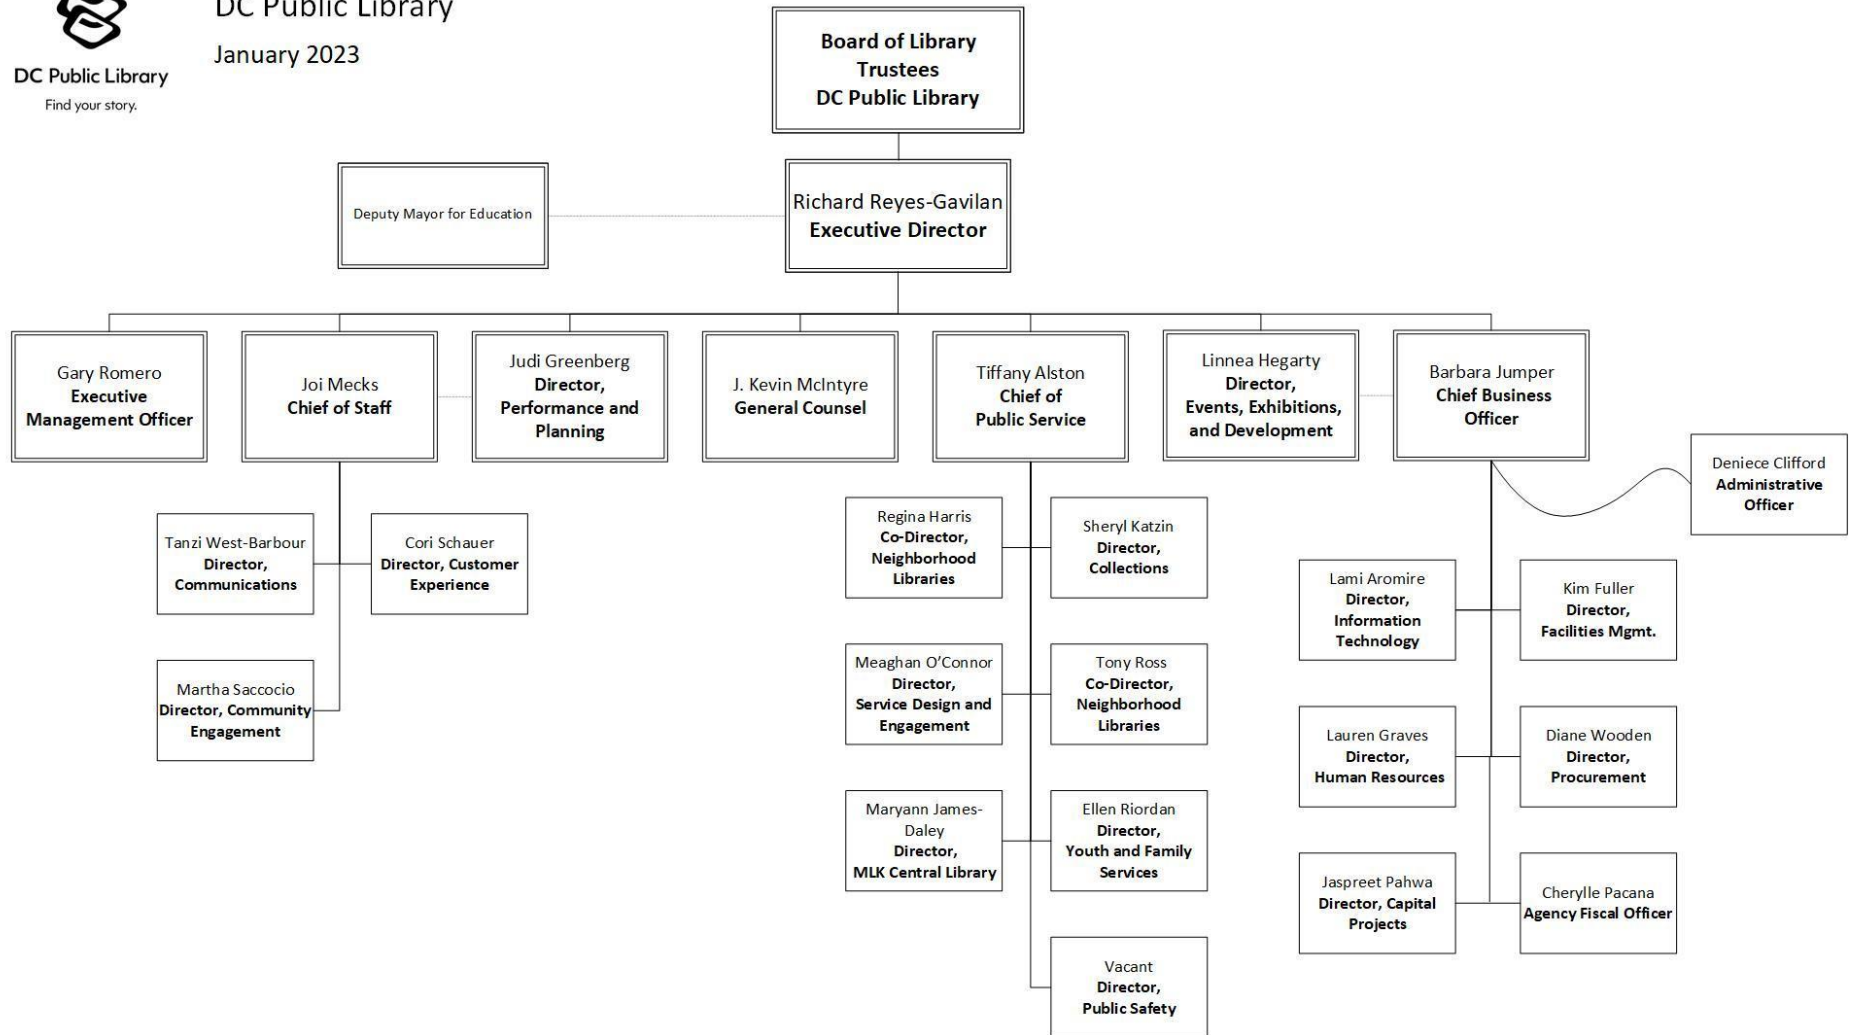 DC Public Library
January 2023
DC Public Library
Find your story.
Board of Library
Trustees
DC Public Library
Deputy Mayor for Education
Richard Reyes-Gavilan
Executive Director
Gary Romero
Executive
Management Officer
Joi Mecks
Chief of Staff
Judi Greenberg
Director,
Performance and
Planning
J. Kevin McIntyre
General Counsel
Tiffany Alston
Chief of
Public Service
Linnea Hegarty
Director,
Events, Exhibitions,
and Development
Barbara Jumper
Chief Business
Officer
Deniece Clifford
Administrative
Officer
Tanzi West-Barbour
Director,
Communications
Cori Schauer
Director, Customer
Experience
Martha Saccocio
Director, Community
Engagement
Regina Harris
Co-Director,
Neighborhood
Libraries
Sheryl Katzin
Director,
Collections
Meaghan O’Connor
Director,
Service Design and
Engagement
Tony Ross
Co-Director,
Neighborhood
Libraries
Maryann James-
Daley
Director,
MLK Central Library
Ellen Riordan
Director,
Youth and Family
Services
Vacant
Director,
Public Safety
Lami Aromire
Director,
Information
Technology
Kim Fuller
Director,
Facilities Mgmt.
Lauren Graves
Director,
Human Resources
Diane Wooden
Director,
Procurement
Jaspreet Pahwa
Director, Capital
Projects
Cherylle Pacana
Agency Fiscal Officer